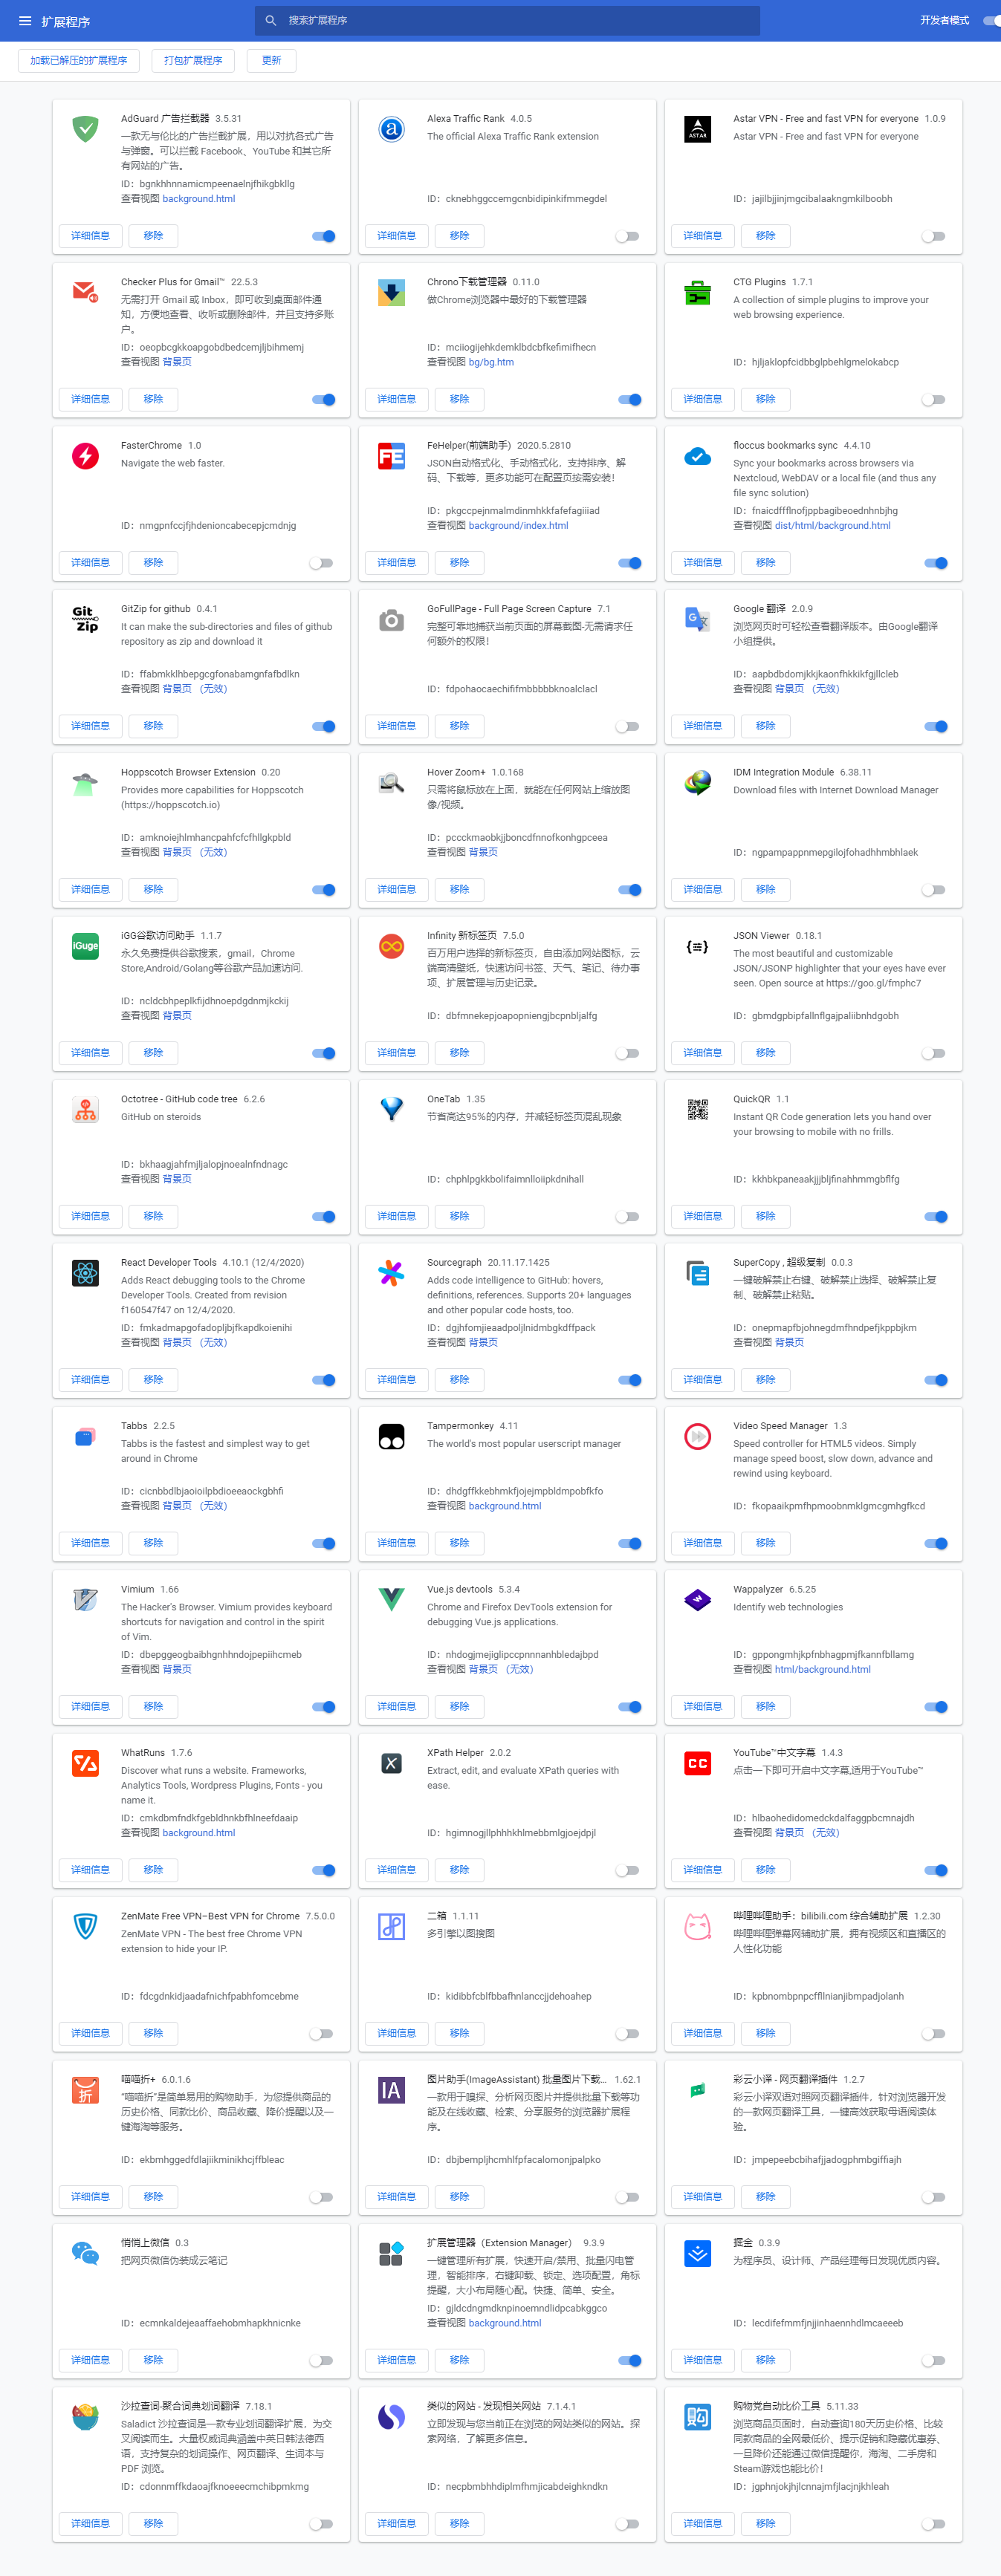 扩展程序
搜索扩展程序
开发者模式
加载已解压的扩展程序
打包扩展程序
更新
AdGuard 广告拦截器 3.5.31
一款无与伦比的广告拦截扩展，用以对抗各式广告
与弹窗。可以拦截 Facebook、YouTube 和其它所
有网站的广告。
ID：bgnkhhnnamicmpeenaelnjfhikgbkllg
查看视图 background.html
详细信息
移除
Alexa Traffic Rank 4.0.5
The official Alexa Traffic Rank extension
ID：cknebhggccemgcnbidipinkifmmegdel
详细信息
移除
Astar VPN - Free and fast VPN for everyone 1.0.9
Astar VPN - Free and fast VPN for everyone
ID：jajilbjjinjmgcibalaakngmkilboobh
详细信息
移除
Checker Plus for Gmail™ 22.5.3
无需打开 Gmail 或 Inbox，即可收到桌面邮件通
知，方便地查看、收听或删除邮件，并且支持多账
户。
ID：oeopbcgkkoapgobdbedcemjljbihmemj
查看视图 背景页
详细信息
移除
Chrono下载管理器 0.11.0
做Chrome浏览器中最好的下载管理器
ID：mciiogijehkdemklbdcbfkefimifhecn
查看视图 bg/bg.htm
详细信息
移除
CTG Plugins 1.7.1
A collection of simple plugins to improve your
web browsing experience.
ID：hjljaklopfcidbbglpbehlgmelokabcp
详细信息
移除
FasterChrome 1.0
Navigate the web faster.
ID：nmgpnfccjfjhdenioncabecepjcmdnjg
详细信息
移除
FeHelper(前端助手) 2020.5.2810
JSON自动格式化、手动格式化，支持排序、解
码、下载等，更多功能可在配置页按需安装！
ID：pkgccpejnmalmdinmhkkfafefagiiiad
查看视图 background/index.html
详细信息
移除
floccus bookmarks sync 4.4.10
Sync your bookmarks across browsers via
Nextcloud, WebDAV or a local file (and thus any
file sync solution)
ID：fnaicdffflnofjppbagibeoednhnbjhg
查看视图 dist/html/background.html
详细信息
移除
Git
Zip
GitZip for github 0.4.1
It can make the sub-directories and files of github
repository as zip and download it
ID：ffabmkklhbepgcgfonabamgnfafbdlkn
查看视图 背景页 （无效）
详细信息
移除
GoFullPage - Full Page Screen Capture 7.1
完整可靠地捕获当前页面的屏幕截图-无需请求任
何额外的权限！
ID：fdpohaocaechififmbbbbbknoalclacl
详细信息
移除
Google 翻译 2.0.9
浏览网页时可轻松查看翻译版本。由Google翻译
小组提供。
ID：aapbdbdomjkkjkaonfhkkikfgjllcleb
查看视图 背景页 （无效）
详细信息
移除
Hoppscotch Browser Extension 0.20
Provides more capabilities for Hoppscotch
(https://hoppscotch.io)
ID：amknoiejhlmhancpahfcfcfhllgkpbld
查看视图 背景页 （无效）
详细信息
移除
Hover Zoom+ 1.0.168
只需将鼠标放在上面，就能在任何网站上缩放图
像/视频。
ID：pccckmaobkjjboncdfnnofkonhgpceea
查看视图 背景页
详细信息
移除
IDM Integration Module 6.38.11
Download files with Internet Download Manager
ID：ngpampappnmepgilojfohadhhmbhlaek
详细信息
移除
iGuge
iGG谷歌访问助手 1.1.7
永久免费提供谷歌搜索，gmail，Chrome
Store,Android/Golang等谷歌产品加速访问.
ID：ncldcbhpeplkfijdhnoepdgdnmjkckij
查看视图 背景页
详细信息
移除
Infinity 新标签页 7.5.0
百万用户选择的新标签页，自由添加网站图标，云
端高清壁纸，快速访问书签、天气、笔记、待办事
项、扩展管理与历史记录。
ID：dbfmnekepjoapopniengjbcpnbljalfg
详细信息
移除
JSON Viewer 0.18.1
The most beautiful and customizable
JSON/JSONP highlighter that your eyes have ever
seen. Open source at https://goo.gl/fmphc7
ID：gbmdgpbipfallnflgajpaliibnhdgobh
详细信息
移除
Octotree - GitHub code tree 6.2.6
GitHub on steroids
ID：bkhaagjahfmjljalopjnoealnfndnagc
查看视图 背景页
详细信息
移除
OneTab 1.35
节省高达95％的内存，并减轻标签页混乱现象
ID：chphlpgkkbolifaimnlloiipkdnihall
详细信息
移除
QuickQR 1.1
Instant QR Code generation lets you hand over
your browsing to mobile with no frills.
ID：kkhbkpaneaakjjjbljfinahhmmgbflfg
详细信息
移除
React Developer Tools 4.10.1 (12/4/2020)
Adds React debugging tools to the Chrome
Developer Tools. Created from revision
f160547f47 on 12/4/2020.
ID：fmkadmapgofadopljbjfkapdkoienihi
查看视图 背景页 （无效）
详细信息
移除
Sourcegraph 20.11.17.1425
Adds code intelligence to GitHub: hovers,
definitions, references. Supports 20+ languages
and other popular code hosts, too.
ID：dgjhfomjieaadpoljlnidmbgkdffpack
查看视图 背景页
详细信息
移除
SuperCopy , 超级复制 0.0.3
一键破解禁止右键、破解禁止选择、破解禁止复
制、破解禁止粘贴。
ID：onepmapfbjohnegdmfhndpefjkppbjkm
查看视图 背景页
详细信息
移除
Tabbs 2.2.5
Tabbs is the fastest and simplest way to get
around in Chrome
ID：cicnbbdlbjaoioilpbdioeeaockgbhfi
查看视图 背景页 （无效）
详细信息
移除
Tampermonkey 4.11
The world's most popular userscript manager
ID：dhdgffkkebhmkfjojejmpbldmpobfkfo
查看视图 background.html
详细信息
移除
Video Speed Manager 1.3
Speed controller for HTML5 videos. Simply
manage speed boost, slow down, advance and
rewind using keyboard.
ID：fkopaaikpmfhpmoobnmklgmcgmhgfkcd
详细信息
移除
Vimium 1.66
The Hacker's Browser. Vimium provides keyboard
shortcuts for navigation and control in the spirit
of Vim.
ID：dbepggeogbaibhgnhhndojpepiihcmeb
查看视图 背景页
详细信息
移除
Vue.js devtools 5.3.4
Chrome and Firefox DevTools extension for
debugging Vue.js applications.
ID：nhdogjmejiglipccpnnnanhbledajbpd
查看视图 背景页 （无效）
详细信息
移除
Wappalyzer 6.5.25
Identify web technologies
ID：gppongmhjkpfnbhagpmjfkannfbllamg
查看视图 html/background.html
详细信息
移除
WhatRuns 1.7.6
Discover what runs a website. Frameworks,
Analytics Tools, Wordpress Plugins, Fonts - you
name it.
ID：cmkdbmfndkfgebldhnkbfhlneefdaaip
查看视图 background.html
详细信息
移除
XPath Helper 2.0.2
Extract, edit, and evaluate XPath queries with
ease.
ID：hgimnogjllphhhkhlmebbmlgjoejdpjl
详细信息
移除
YouTube™中文字幕 1.4.3
点击一下即可开启中文字幕,适用于YouTube™
ID：hlbaohedidomedckdalfaggpbcmnajdh
查看视图 背景页 （无效）
详细信息
移除
ZenMate Free VPN–Best VPN for Chrome 7.5.0.0
ZenMate VPN - The best free Chrome VPN
extension to hide your IP.
ID：fdcgdnkidjaadafnichfpabhfomcebme
详细信息
移除
二箱 1.1.11
多引擎以图搜图
ID：kidibbfcblfbbafhnlanccjjdehoahep
详细信息
移除
哔哩哔哩助手：bilibili.com 综合辅助扩展 1.2.30
哔哩哔哩弹幕网辅助扩展，拥有视频区和直播区的
人性化功能
ID：kpbnombpnpcffllnianjibmpadjolanh
详细信息
移除
折
喵喵折+ 6.0.1.6
“喵喵折”是简单易用的购物助手，为您提供商品的
历史价格、同款比价、商品收藏、降价提醒以及一
键海淘等服务。
ID：ekbmhggedfdlajiikminikhcjffbleac
详细信息
移除
IA
图片助手(ImageAssistant) 批量图片下载... 1.62.1
一款用于嗅探、分析网页图片并提供批量下载等功
能及在线收藏、检索、分享服务的浏览器扩展程
序。
ID：dbjbempljhcmhlfpfacalomonjpalpko
详细信息
移除
彩云小译 - 网页翻译插件 1.2.7
彩云小译双语对照网页翻译插件，针对浏览器开发
的一款网页翻译工具，一键高效获取母语阅读体
验。
ID：jmpepeebcbihafjjadogphmbgiffiajh
详细信息
移除
悄悄上微信 0.3
把网页微信伪装成云笔记
ID：ecmnkaldejeaaffaehobmhapkhnicnke
详细信息
移除
扩展管理器（Extension Manager） 9.3.9
一键管理所有扩展，快速开启/禁用、批量闪电管
理，智能排序，右键卸载、锁定、选项配置，角标
提醒，大小布局随心配。快捷、简单、安全。
ID：gjldcdngmdknpinoemndlidpcabkggco
查看视图 background.html
详细信息
移除
掘金 0.3.9
为程序员、设计师、产品经理每日发现优质内容。
ID：lecdifefmmfjnjjinhaennhdlmcaeeeb
详细信息
移除
沙拉查词-聚合词典划词翻译 7.18.1
Saladict 沙拉查词是一款专业划词翻译扩展，为交
叉阅读而生。大量权威词典涵盖中英日韩法德西
语，支持复杂的划词操作、网页翻译、生词本与
PDF 浏览。
ID：cdonnmffkdaoajfknoeeecmchibpmkmg
详细信息
移除
类似的网站 - 发现相关网站 7.1.4.1
立即发现与您当前正在浏览的网站类似的网站。探
索网络，了解更多信息。
ID：necpbmbhhdiplmfhmjicabdeighkndkn
详细信息
移除
购物党自动比价工具 5.11.33
浏览商品页面时，自动查询180天历史价格、比较
同款商品的全网最低价、提示促销和隐藏优惠券、
一旦降价还能通过微信提醒你，海淘、二手房和
Steam游戏也能比价！
ID：jgphnjokjhjlcnnajmfjlacjnjkhleah
详细信息
移除